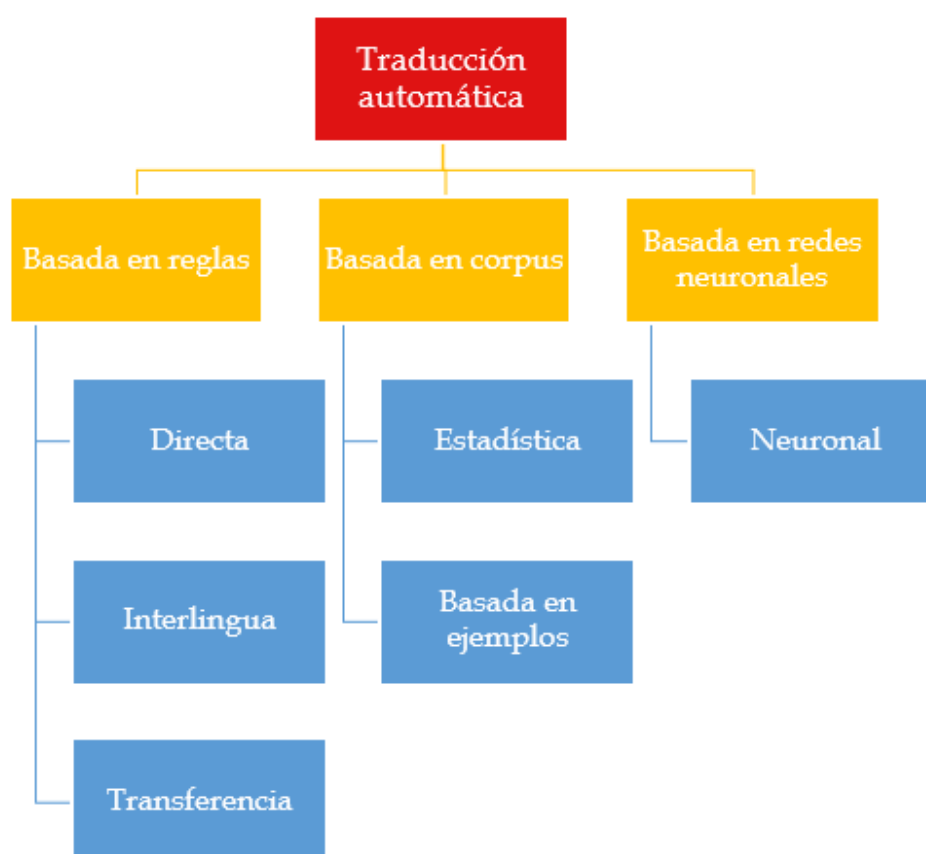 Traducción
automática
Basada en reglas
Basada en corpus
Basada en redes
neuronales
Directa
Estadística
Neuronal
Interlingua
Basada en
ejemplos
Transferencia